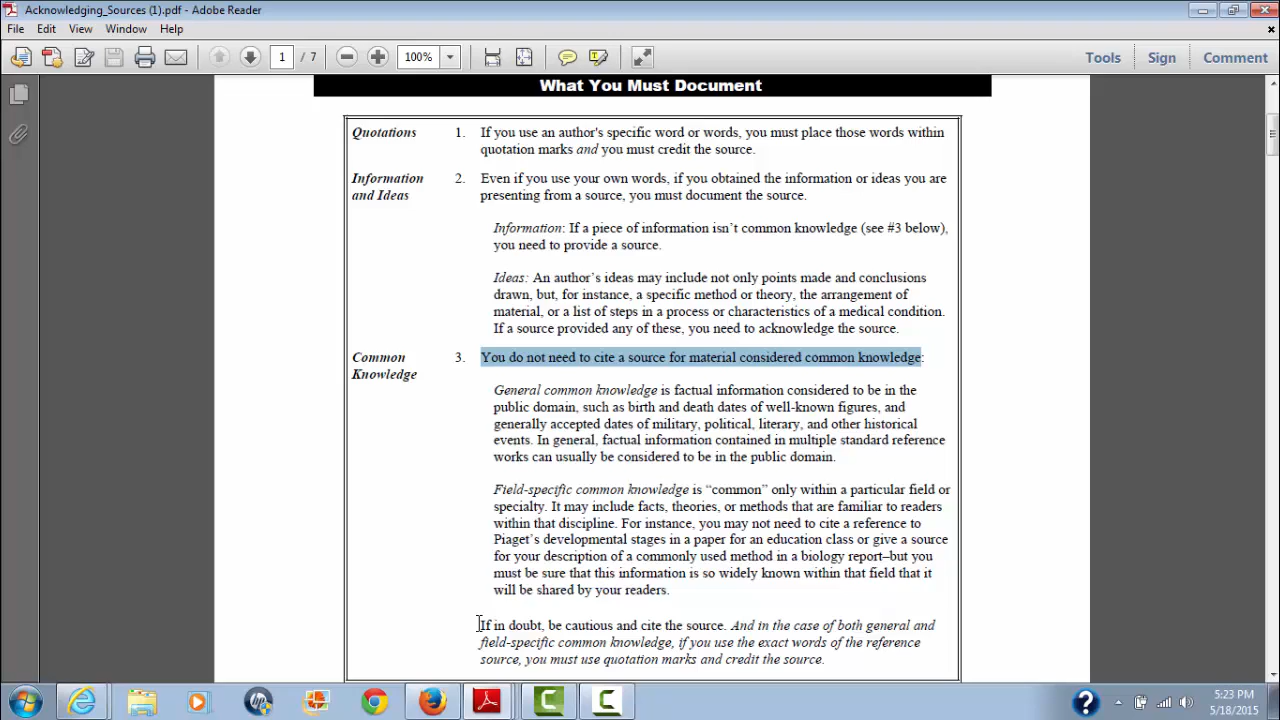 Acknowledging_Sources (1).pdf - Adobe Reader
File Edit View Window Help
1 / 7 100% Tools Sign Comment
What You Must Document
Quotations 1. If you use an author's specific word or words, you must place those words within
quotation marks and you must credit the source.
Information 2. Even if you use your own words, if you obtained the information or ideas you are
and Ideas presenting from a source, you must document the source.
Information: If a piece of information isn't common knowledge (see #3 below),
you need to provide a source.
Ideas: An author's ideas may include not only points made and conclusions
drawn, but, for instance, a specific method or theory, the arrangement of
material, or a list of steps in a process or characteristics of a medical condition.
If a source provided any of these, you need to acknowledge the source.
Common 3. You do not need to cite a source for material considered common knowledge:
Knowledge
General common knowledge is factual information considered to be in the
public domain, such as birth and death dates of well-known figures, and
generally accepted dates of military, political, literary, and other historical
events. In general, factual information contained in multiple standard reference
works can usually be considered to be in the public domain.
Field-specific common knowledge is “common” only within a particular field or
specialty. It may include facts, theories, or methods that are familiar to readers
within that discipline. For instance, you may not need to cite a reference to
Piaget's developmental stages in a paper for an education class or give a source
for your description of a commonly used method in a biology report–but you
must be sure that this information is so widely known within that field that it
will be shared by your readers.
If in doubt, be cautious and cite the source. And in the case of both general and
field-specific common knowledge, if you use the exact words of the reference
source, you must use quotation marks and credit the source.
5:23 PM
5/18/2015